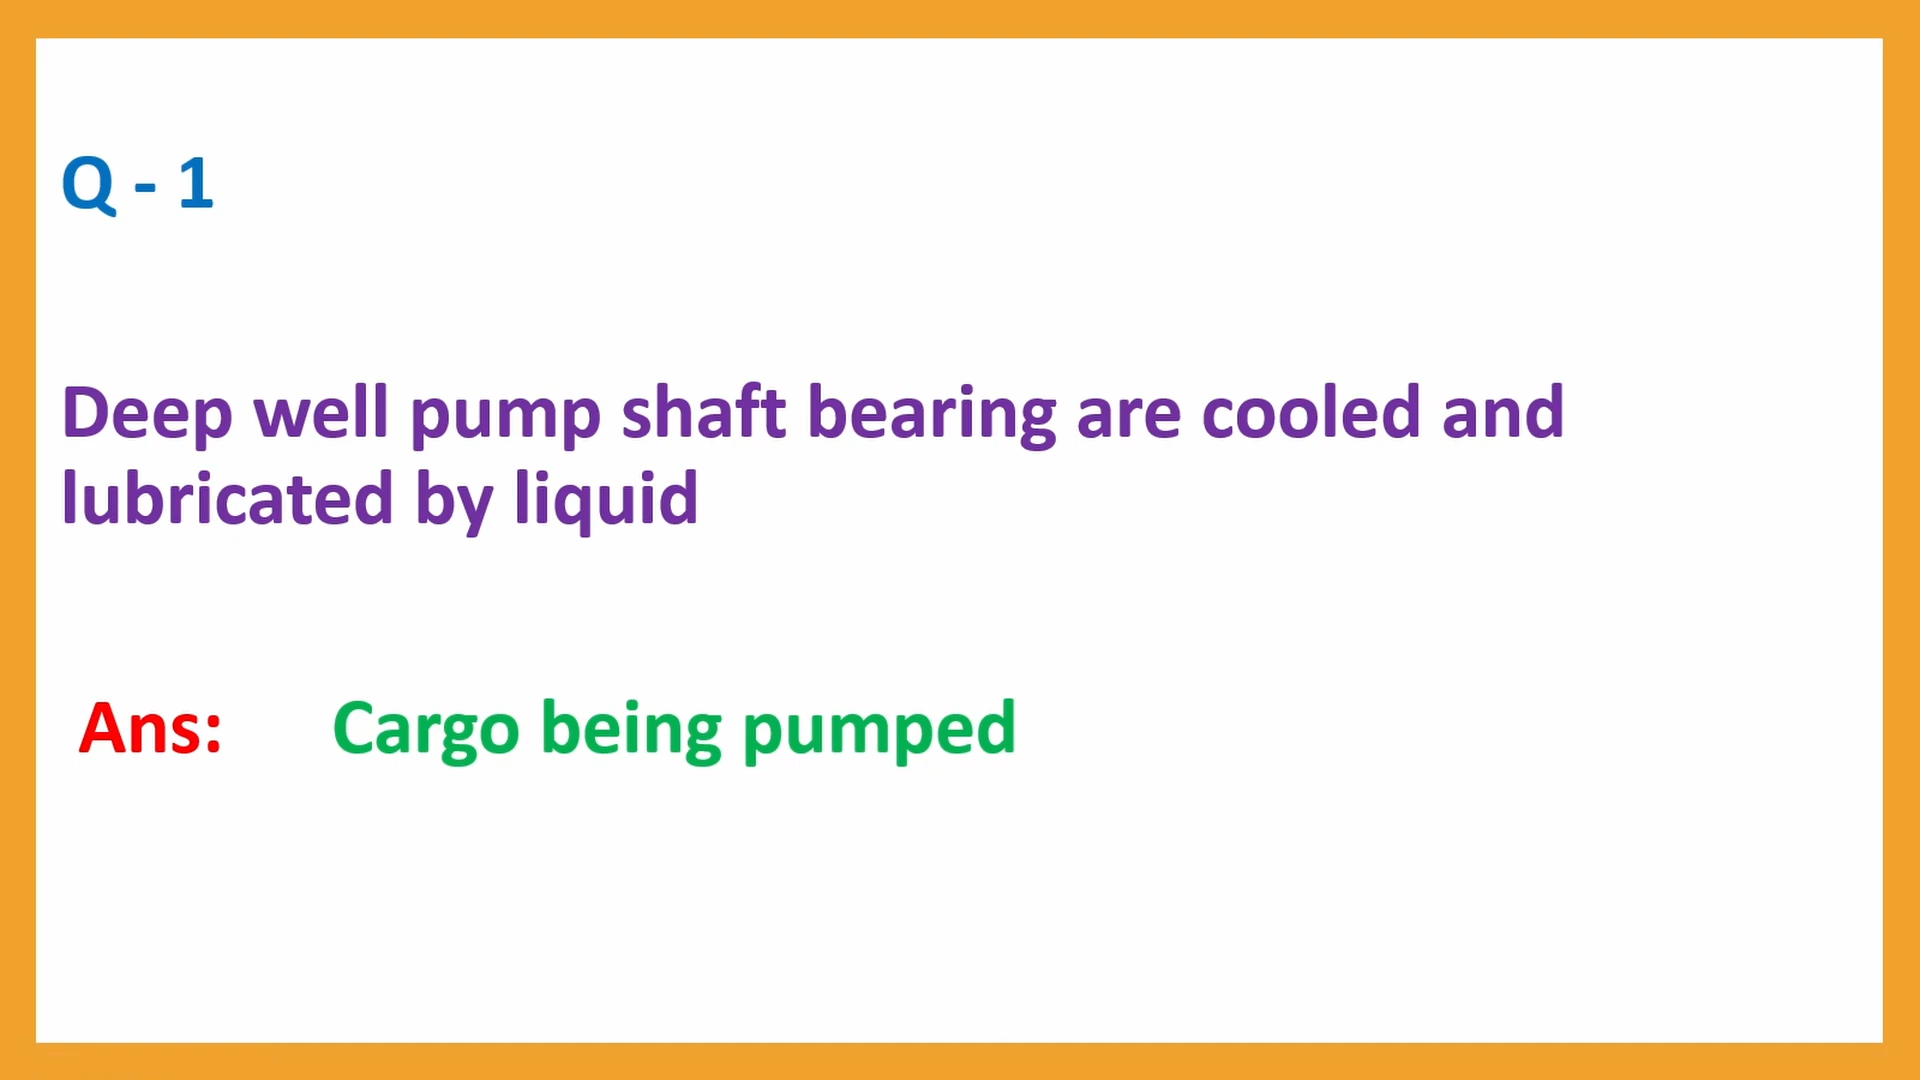 Q - 1
Deep well pump shaft bearing are cooled and
lubricated by liquid
Ans: Cargo being pumped